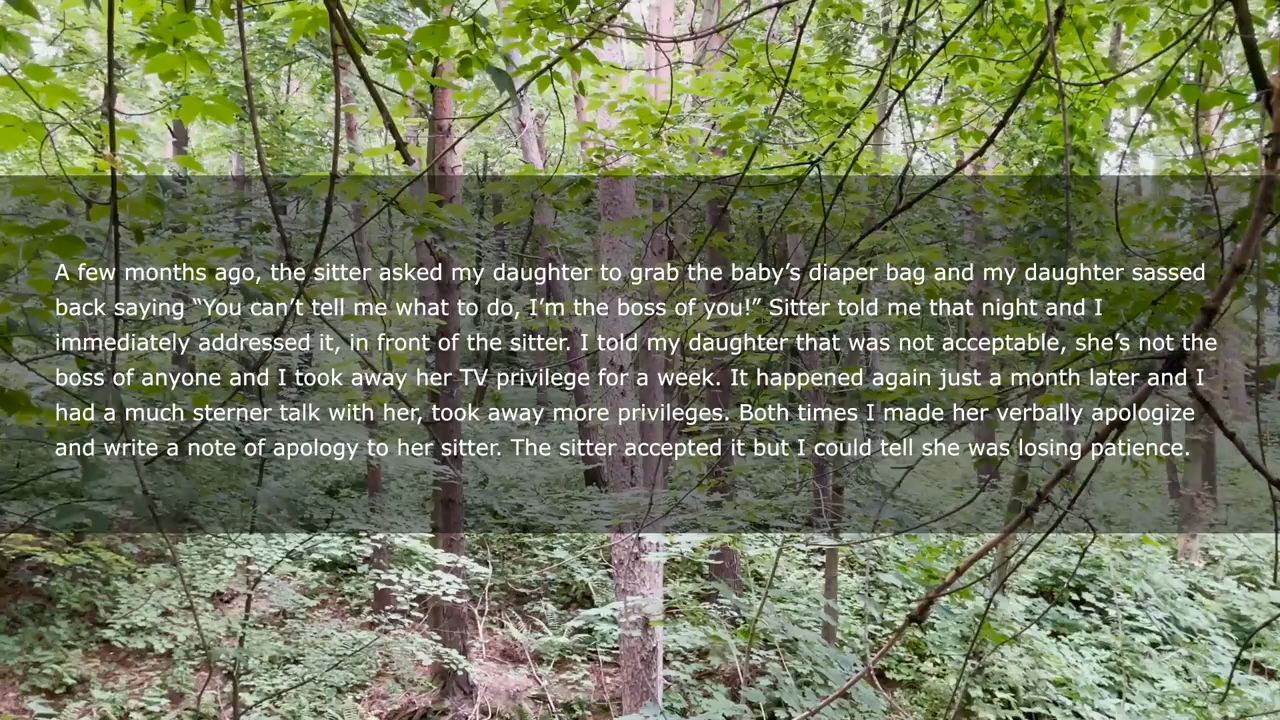 A few months ago, the sitter asked my daughter to grab the baby’s diaper bag and my daughter sassed
back saying “You can’t tell me what to do, I’m the boss of you!” Sitter told me that night and I
immediately addressed it, in front of the sitter. I told my daughter that was not acceptable, she’s not the
boss of anyone and I took away her TV privilege for a week. It happened again just a month later and I
had a much sterner talk with her, took away more privileges. Both times I made her verbally apologize
and write a note of apology to her sitter. The sitter accepted it but I could tell she was losing patience.